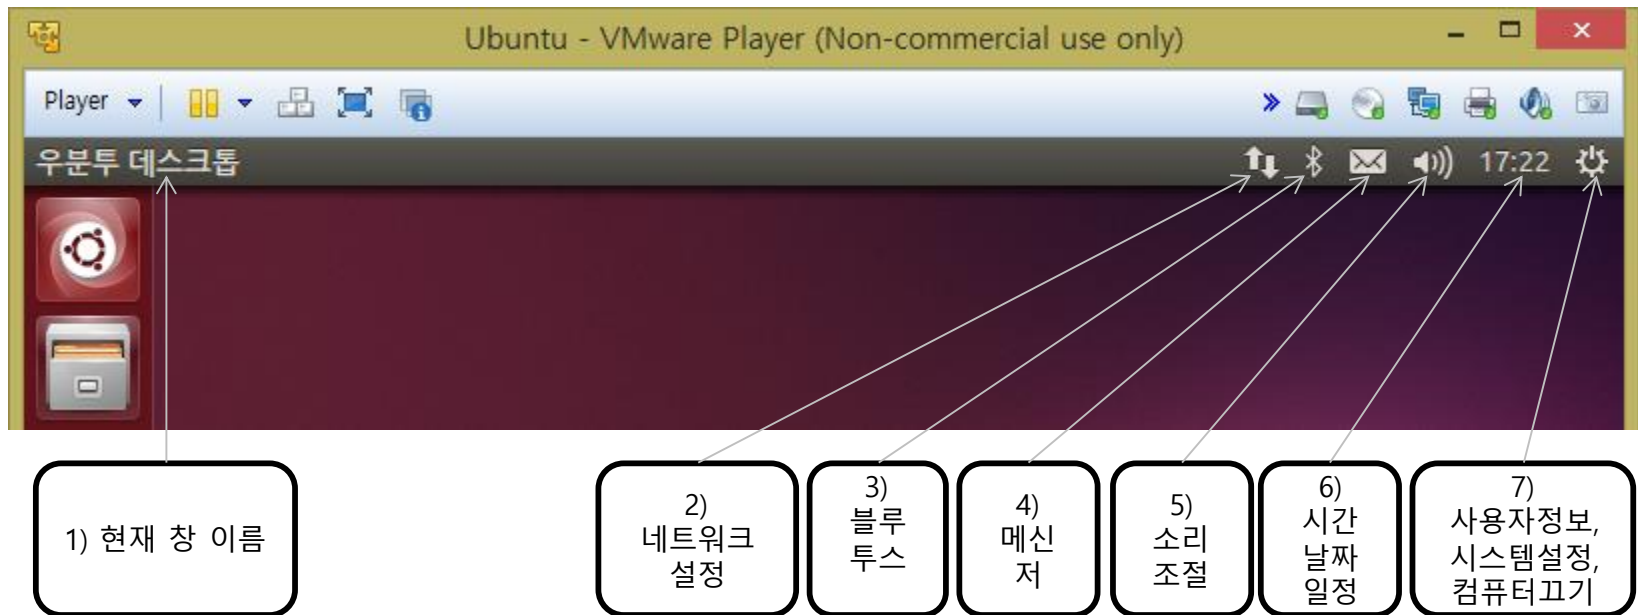 Ubuntu - VMware Player (Non-commercial use only)
Player
우분투 데스크톱
17:22
1) 현재 창 이름
2)
네트워크
설정
3)
블루
투스
4)
메신
저
5)
소리
조절
6)
시간
날짜
일정
7)
사용자정보,
시스템설정,
컴퓨터끄기